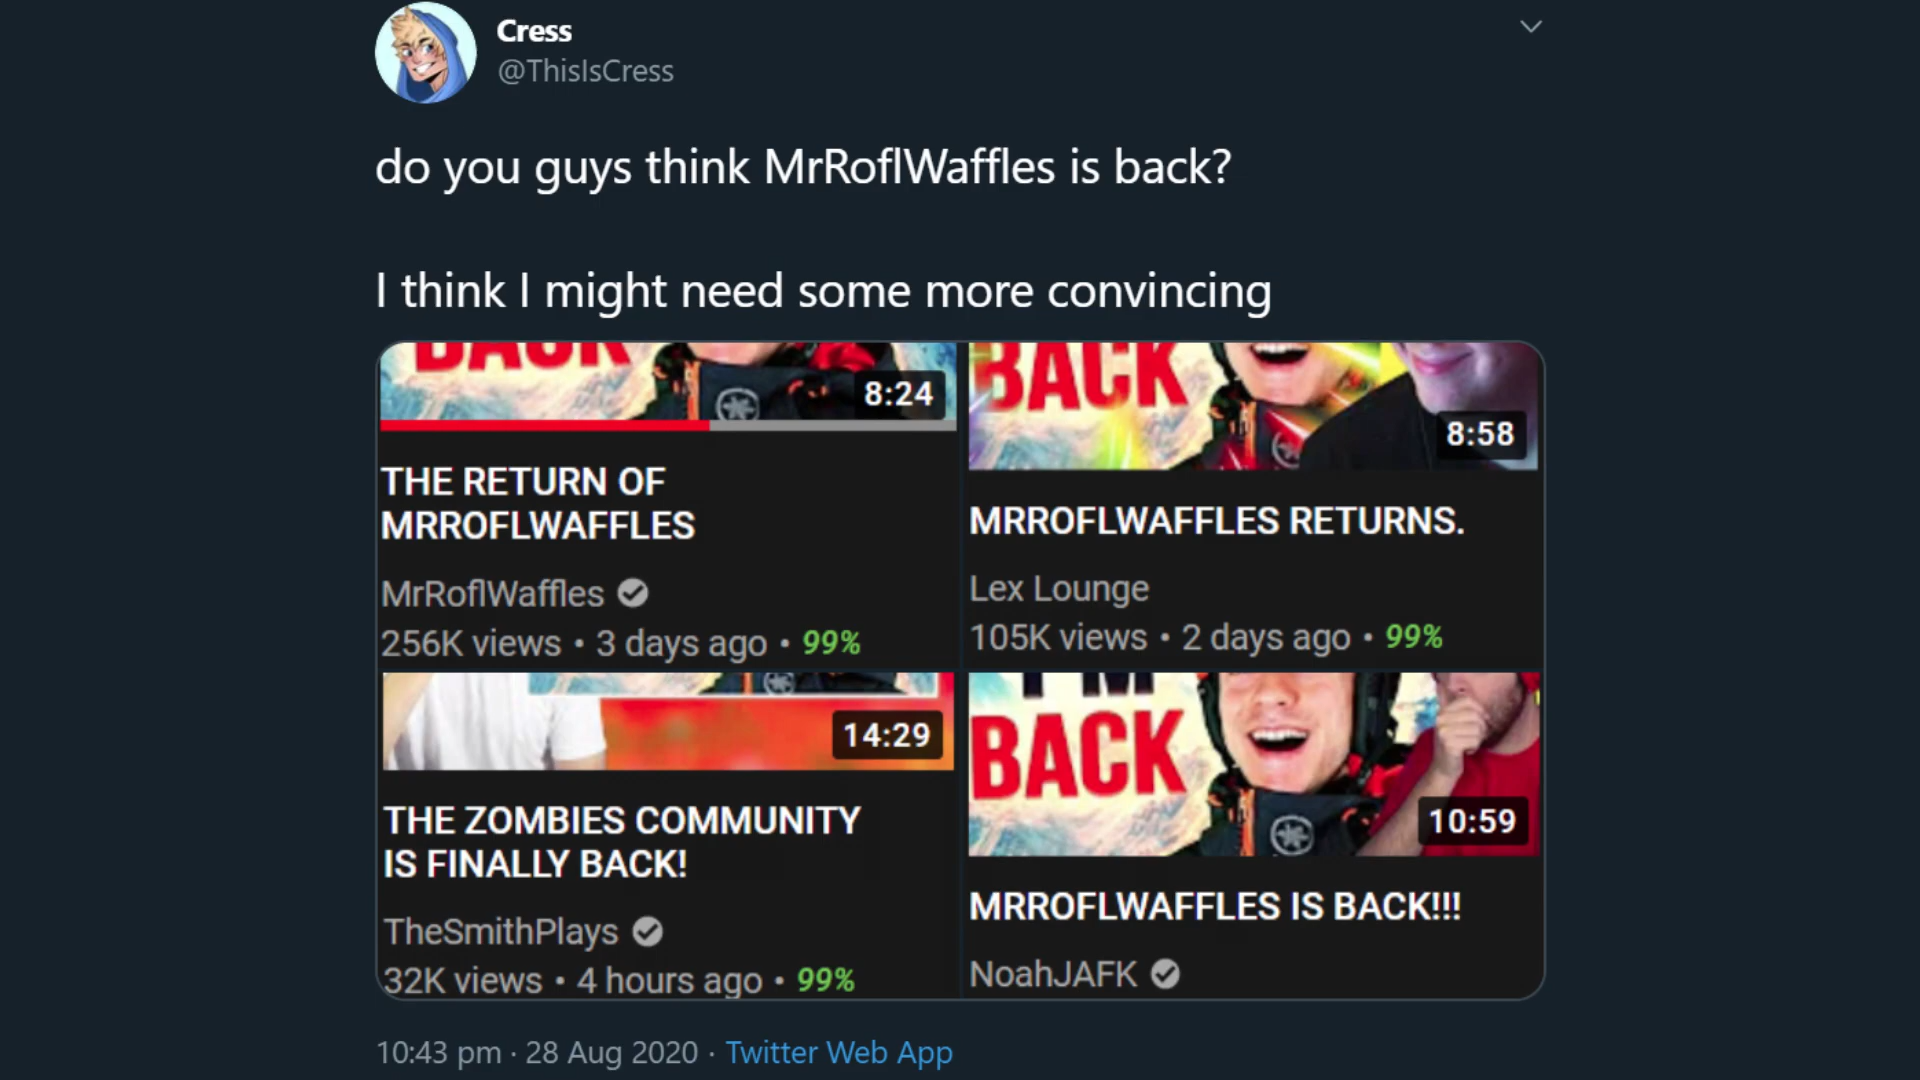 Cress
@ThisIsCress
do you guys think MrRoflWaffles is back?
I think I might need some more convincing
BACK
8:24
THE RETURN OF
MRROFLWAFFLES
MrRoflWaffles
256K views • 3 days ago • 99%
BACK
8:58
MRROFLWAFFLES RETURNS.
Lex Lounge
105K views • 2 days ago • 99%
14:29
THE ZOMBIES COMMUNITY
IS FINALLY BACK!
TheSmithPlays
32K views • 4 hours ago • 99%
I'M
BACK
10:59
MRROFLWAFFLES IS BACK!!!
NoahJAFK
10:43 pm · 28 Aug 2020 · Twitter Web App